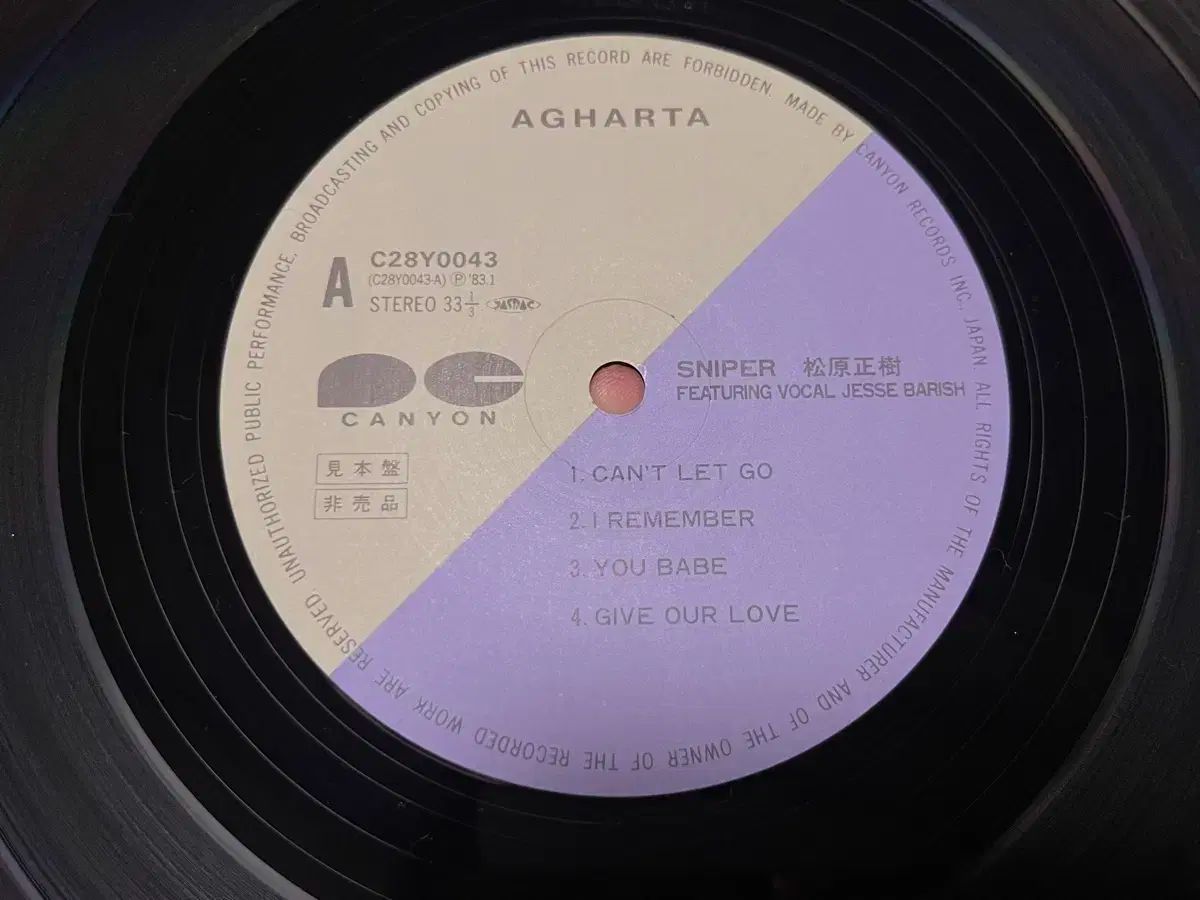 AGHARTA
A
C28Y0043
(C28Y0043-A) Ⓟ'83.1
STEREO 33 1/3 JASRAC
CANYON
見本盤
非売品
SNIPER 松原正樹
FEATURING VOCAL JESSE BARISH
1. CAN'T LET GO
2. I REMEMBER
3. YOU BABE
4. GIVE OUR LOVE
MADE BY CANYON RECORDS INC., JAPAN. ALL RIGHTS OF THE MANUFACTURER AND OF THE OWNER OF THE RECORDED WORK ARE RESERVED. UNAUTHORIZED PUBLIC PERFORMANCE, BROADCASTING AND COPYING OF THIS RECORD ARE FORBIDDEN.